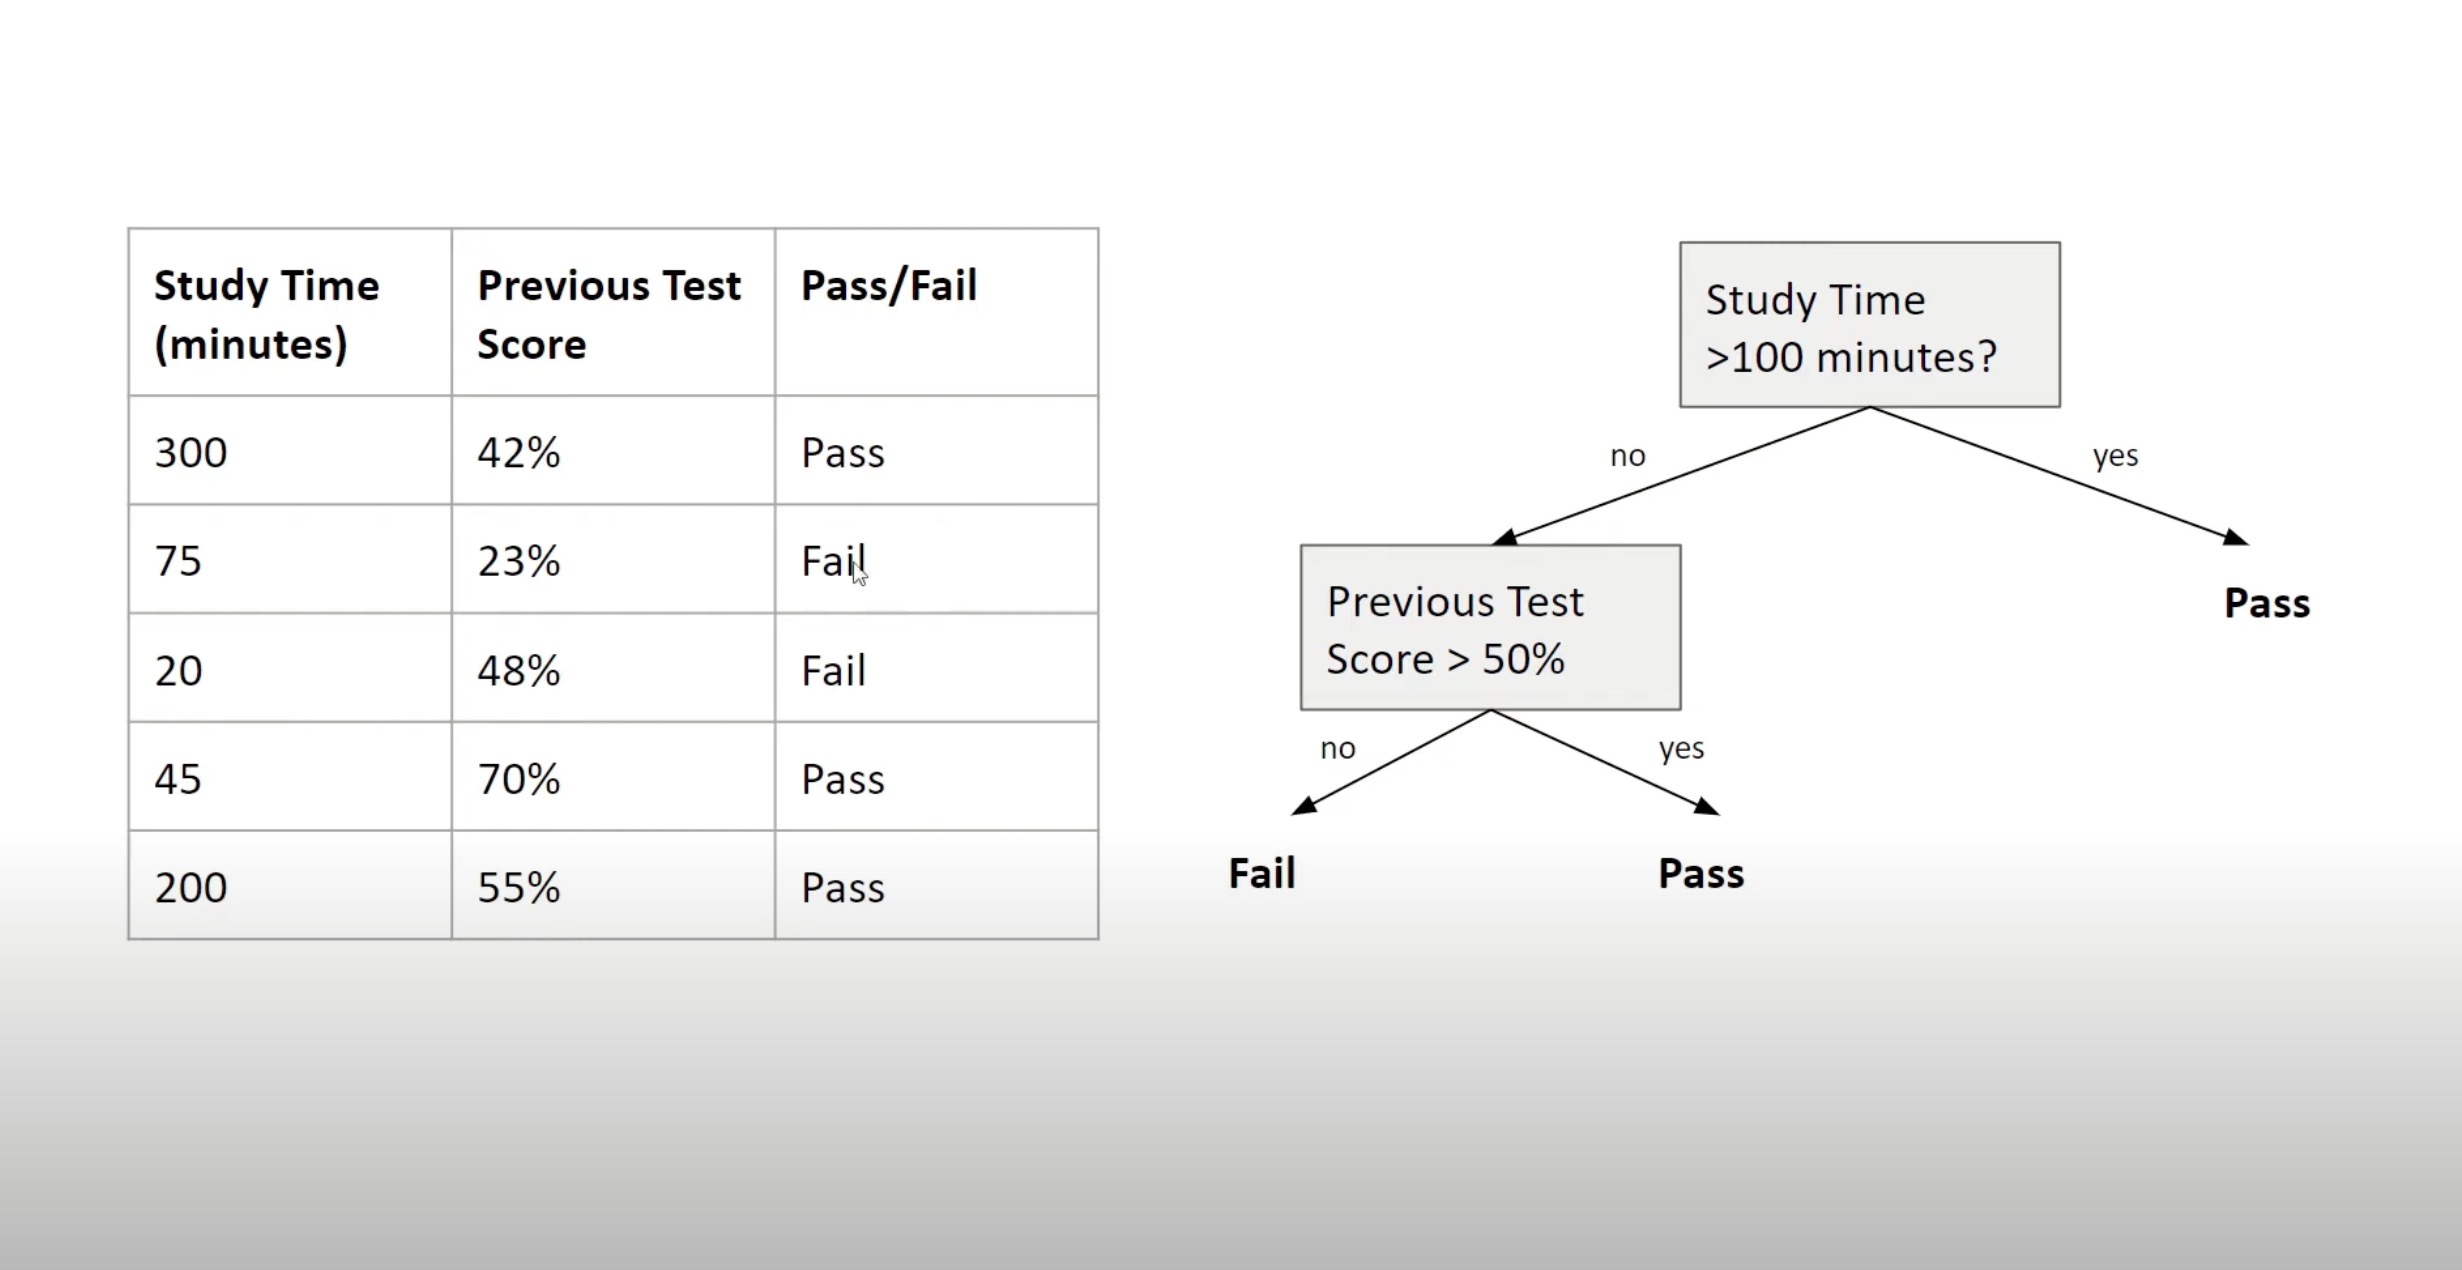 Study Time
(minutes)
Previous Test
Score
Pass/Fail
300
42%
Pass
75
23%
Fail
20
48%
Fail
45
70%
Pass
200
55%
Pass
Study Time
>100 minutes?
no
yes
Previous Test
Score > 50%
Pass
no
yes
Fail
Pass